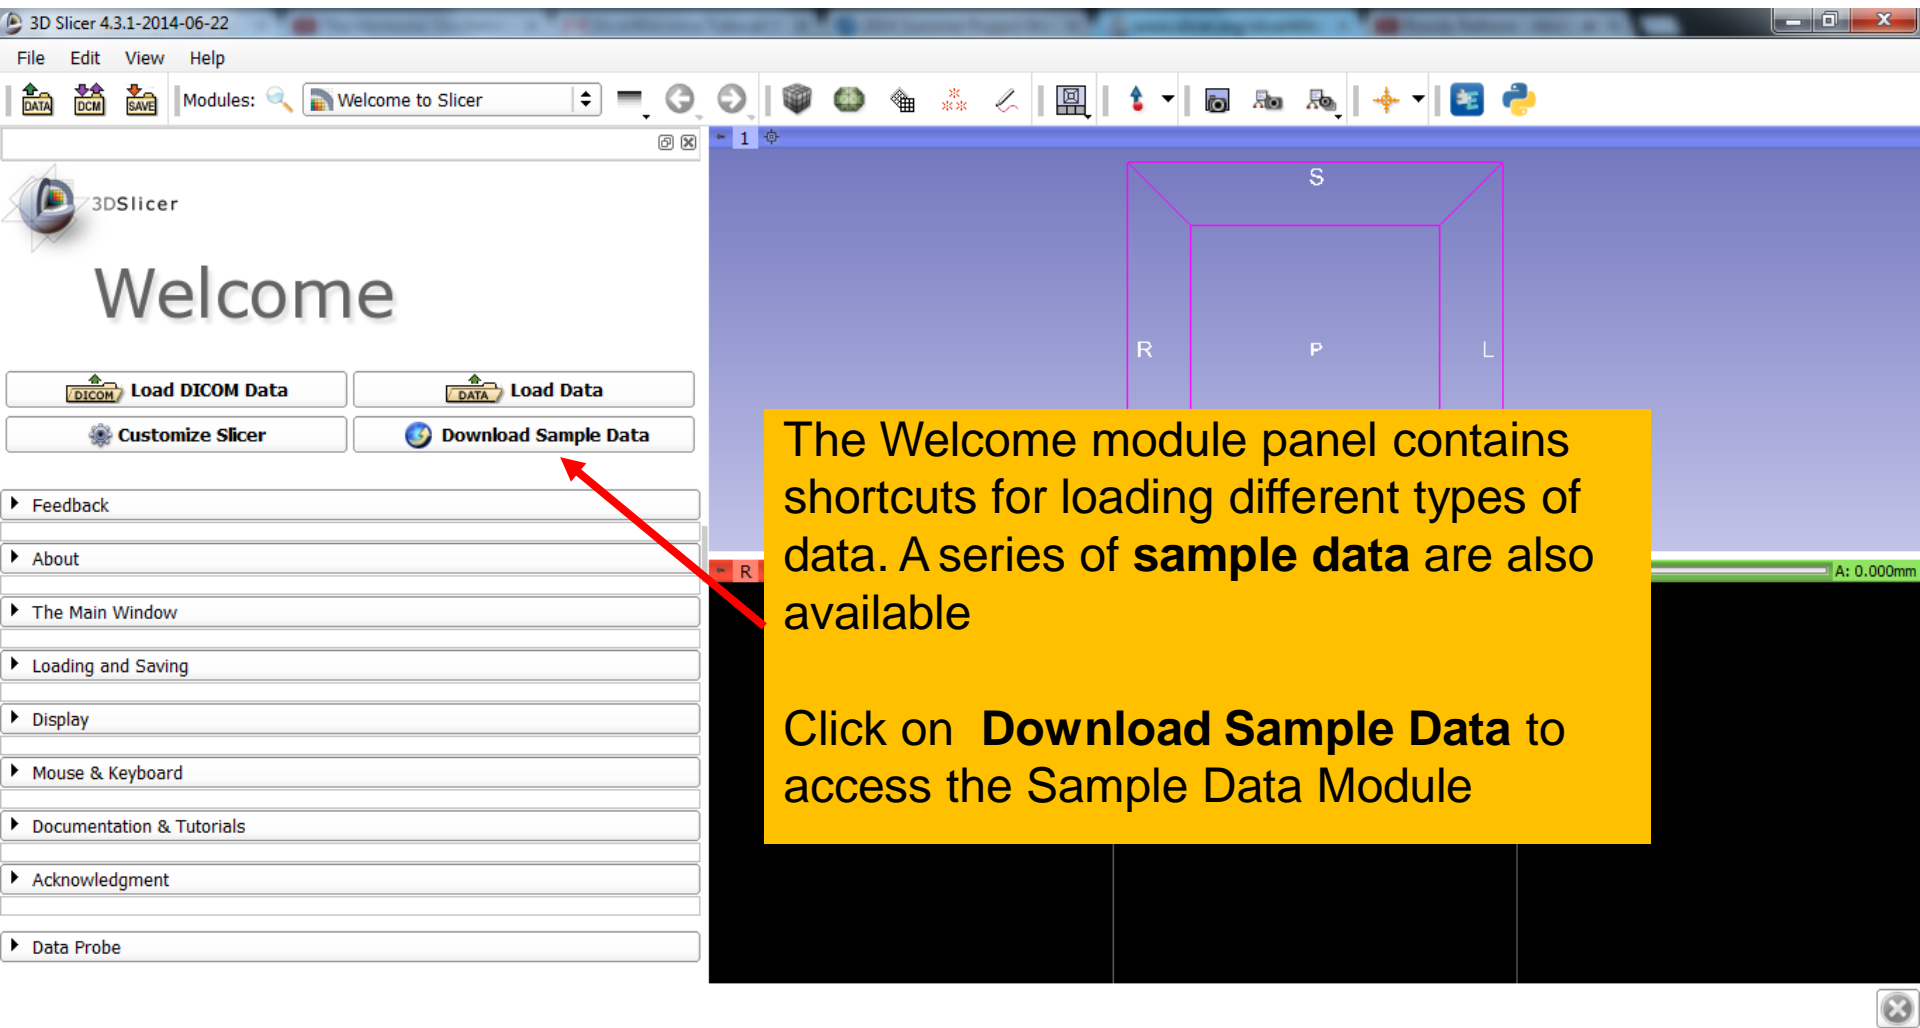 3D Slicer 4.3.1-2014-06-22
File Edit View Help
DATA DCM SAVE Modules: Welcome to Slicer
1
3DSlicer
Welcome
S
R P L
DICOM Load DICOM Data DATA Load Data
Customize Slicer Download Sample Data
The Welcome module panel contains
shortcuts for loading different types of
data. A series of sample data are also
available
Click on Download Sample Data to
access the Sample Data Module
Feedback
About
The Main Window
Loading and Saving
Display
Mouse & Keyboard
Documentation & Tutorials
Acknowledgment
Data Probe
R A: 0.000mm